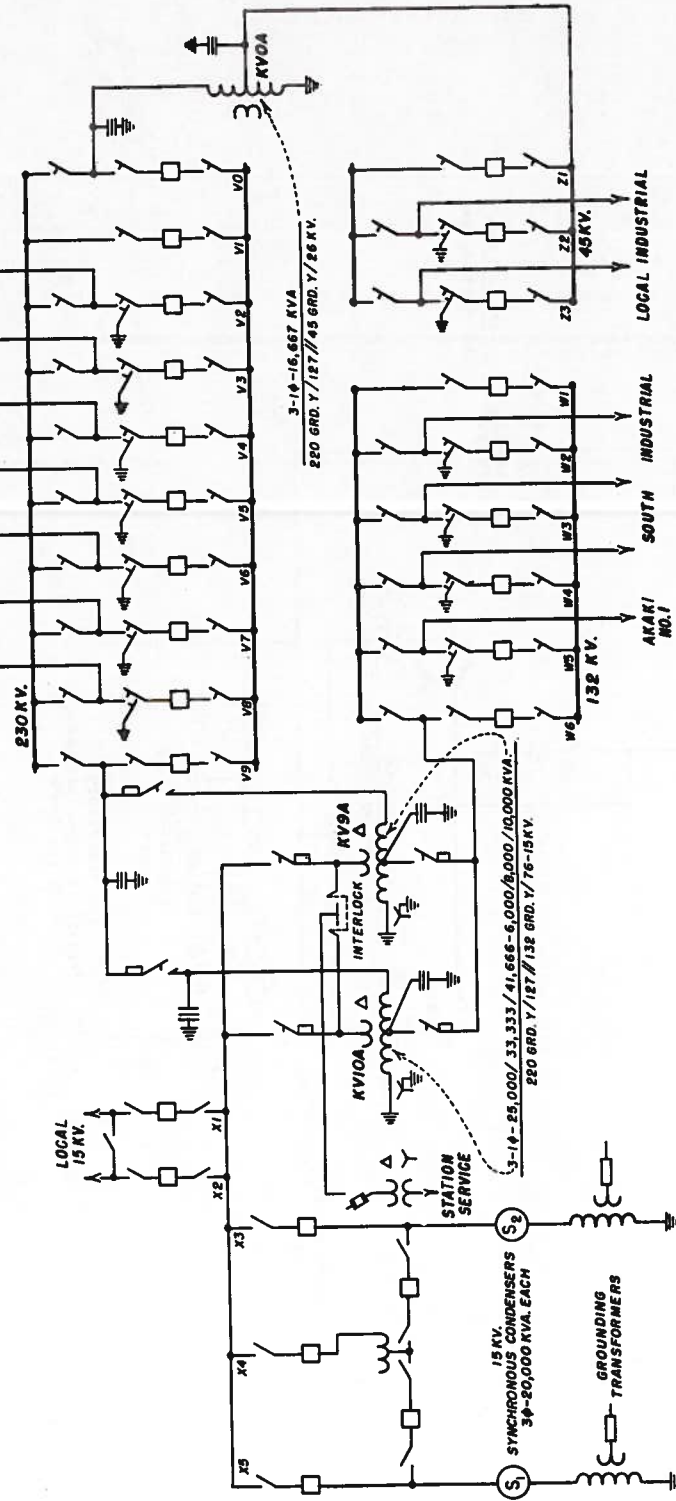 KVOA
230 KV.
V9
V8
V7
V6
V5
V4
V3
V2
V1
V0
3-1ϕ-16,667 KVA
220 GRD. Y/127//45 GRD. Y/26 KV.
Z3
Z2
Z1
45 KV.
LOCAL INDUSTRIAL
W6
W5
W4
W3
W2
W1
132 KV.
AKAKI
NO.1
SOUTH
INDUSTRIAL
KV9A
Δ
INTERLOCK
KV10A
Δ
3-1ϕ-25,000/33,333/41,666-6,000/8,000/10,000 KVA.-
220 GRD. Y/127//132 GRD. Y/76-15KV.
LOCAL
15 KV.
X1
X2
X3
X4
X5
Δ Y
STATION
SERVICE
S2
S1
15 KV.
SYNCHRONOUS CONDENSERS
3ϕ-20,000 KVA. EACH
GROUNDING
TRANSFORMERS